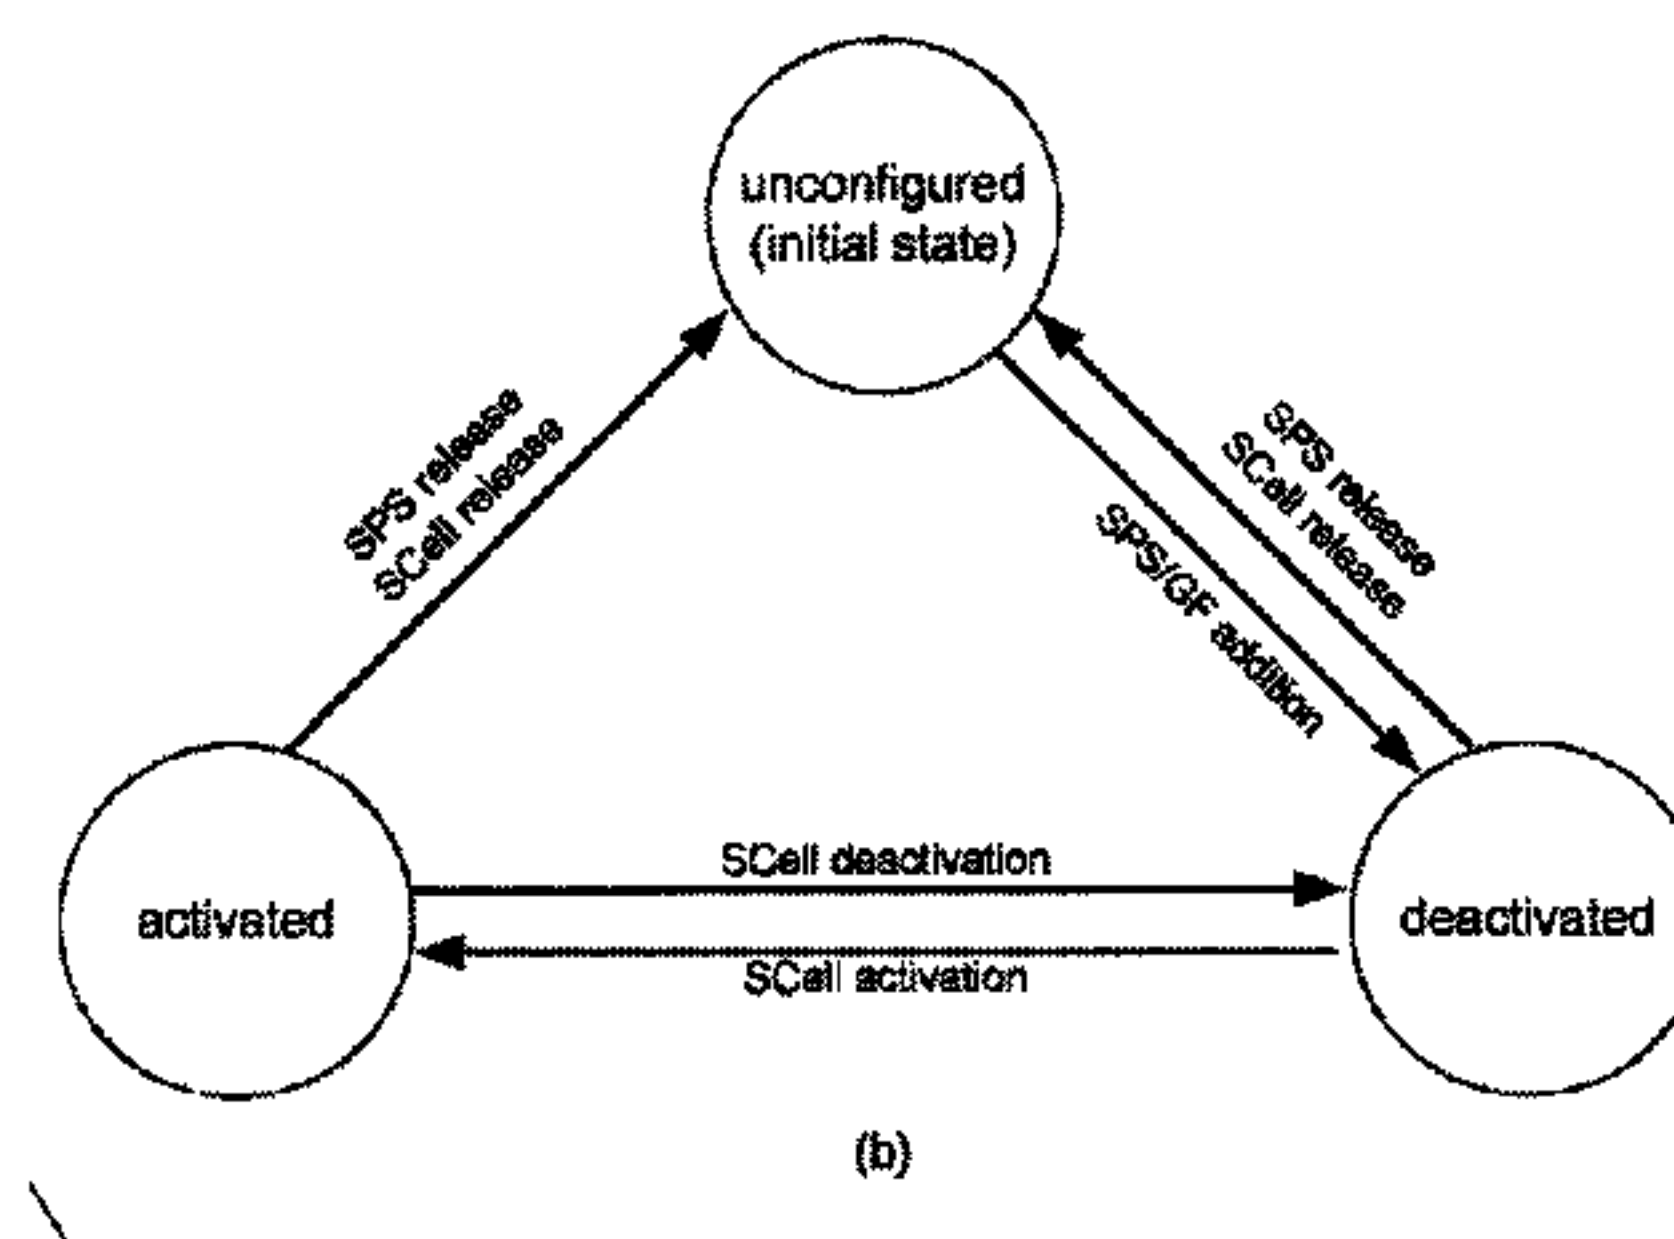 unconfigured
(initial state)
SPS release
SCell release
SPS release
SCell release
SPS/GF addition
SCell deactivation
activated
deactivated
SCell activation
(b)